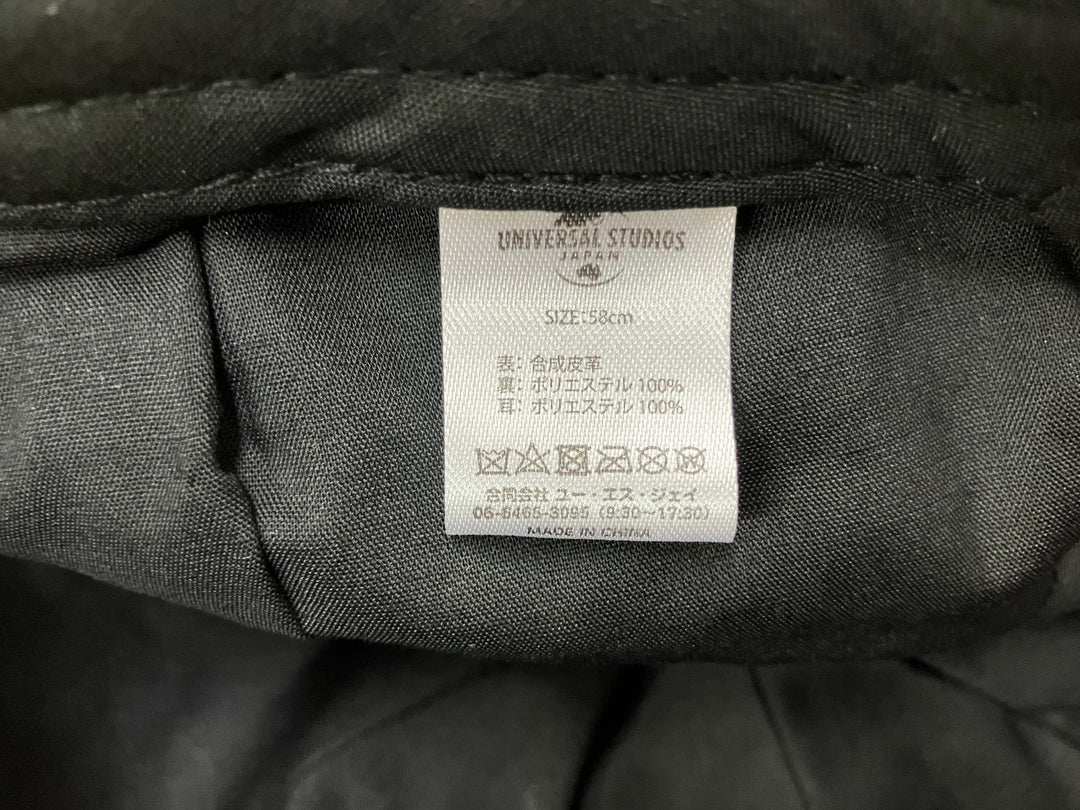 UNIVERSAL STUDIOS
JAPAN
SIZE:58cm
表: 合成皮革
裏: ポリエステル 100%
耳: ポリエステル 100%
合同会社 ユー・エス・ジェイ
06-6465-3095 (9:30〜17:30)
MADE IN CHINA